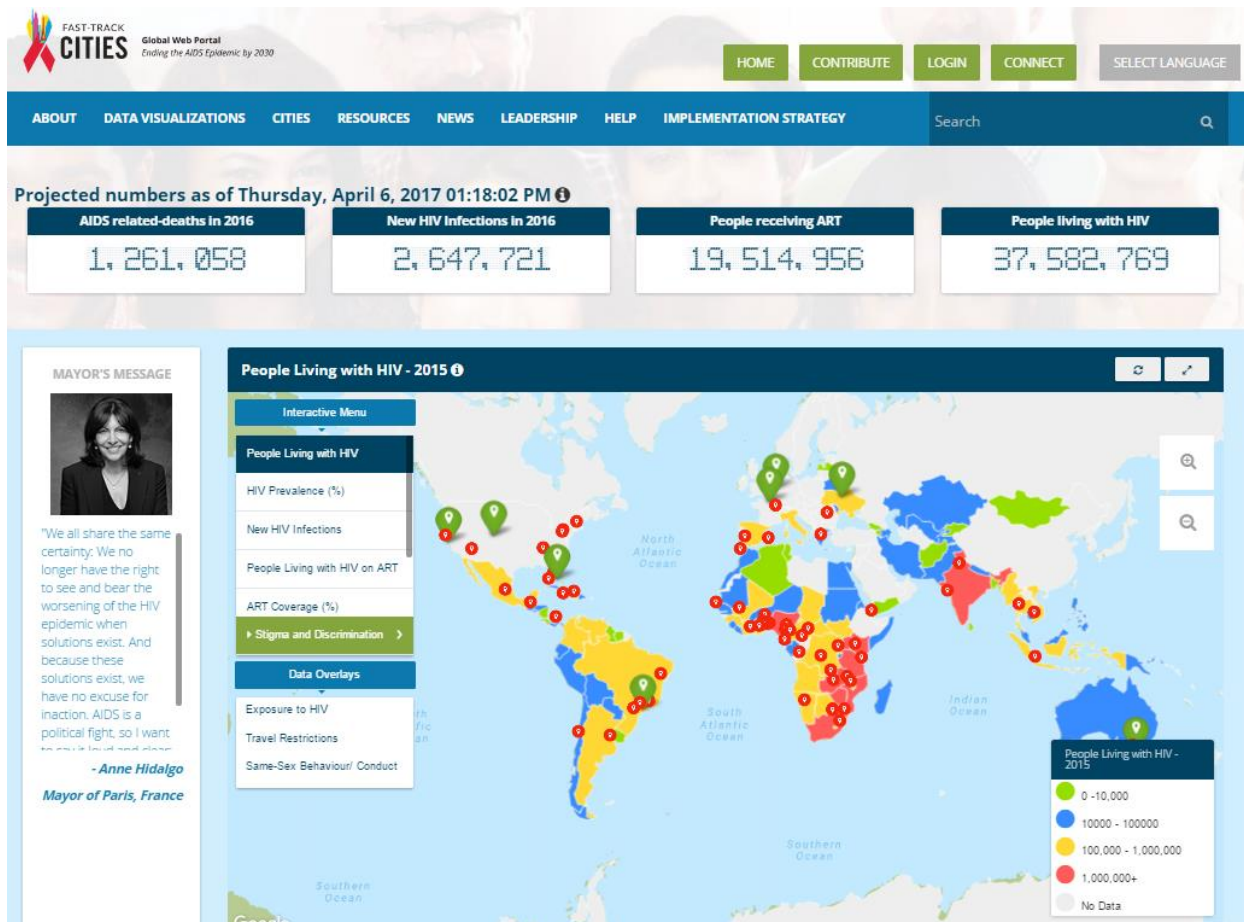 FAST-TRACK
CITIES
Global Web Portal
Ending the AIDS Epidemic by 2030
HOME
CONTRIBUTE
LOGIN
CONNECT
SELECT LANGUAGE
ABOUT
DATA VISUALIZATIONS
CITIES
RESOURCES
NEWS
LEADERSHIP
HELP
IMPLEMENTATION STRATEGY
Search
Projected numbers as of Thursday, April 6, 2017 01:18:02 PM
AIDS related-deaths in 2016
1, 261, 058
New HIV Infections in 2016
2, 647, 721
People receiving ART
19, 514, 956
People living with HIV
37, 582, 769
MAYOR'S MESSAGE
"We all share the same
certainty: We no
longer have the right
to see and bear the
worsening of the HIV
epidemic when
solutions exist. And
because these
solutions exist, we
have no excuse for
inaction. AIDS is a
political fight, so I want
to say it loud and clear:
- Anne Hidalgo
Mayor of Paris, France
People Living with HIV - 2015
Interactive Menu
People Living with HIV
HIV Prevalence (%)
New HIV Infections
People Living with HIV on ART
ART Coverage (%)
Stigma and Discrimination
Data Overlays
Exposure to HIV
Travel Restrictions
Same-Sex Behaviour/ Conduct
North
Atlantic
Ocean
South
Atlantic
Ocean
Indian
Ocean
Southern
Ocean
Southern
Ocean
Google
People Living with HIV -
2015
0 -10,000
10000 - 100000
100,000 - 1,000,000
1,000,000+
No Data